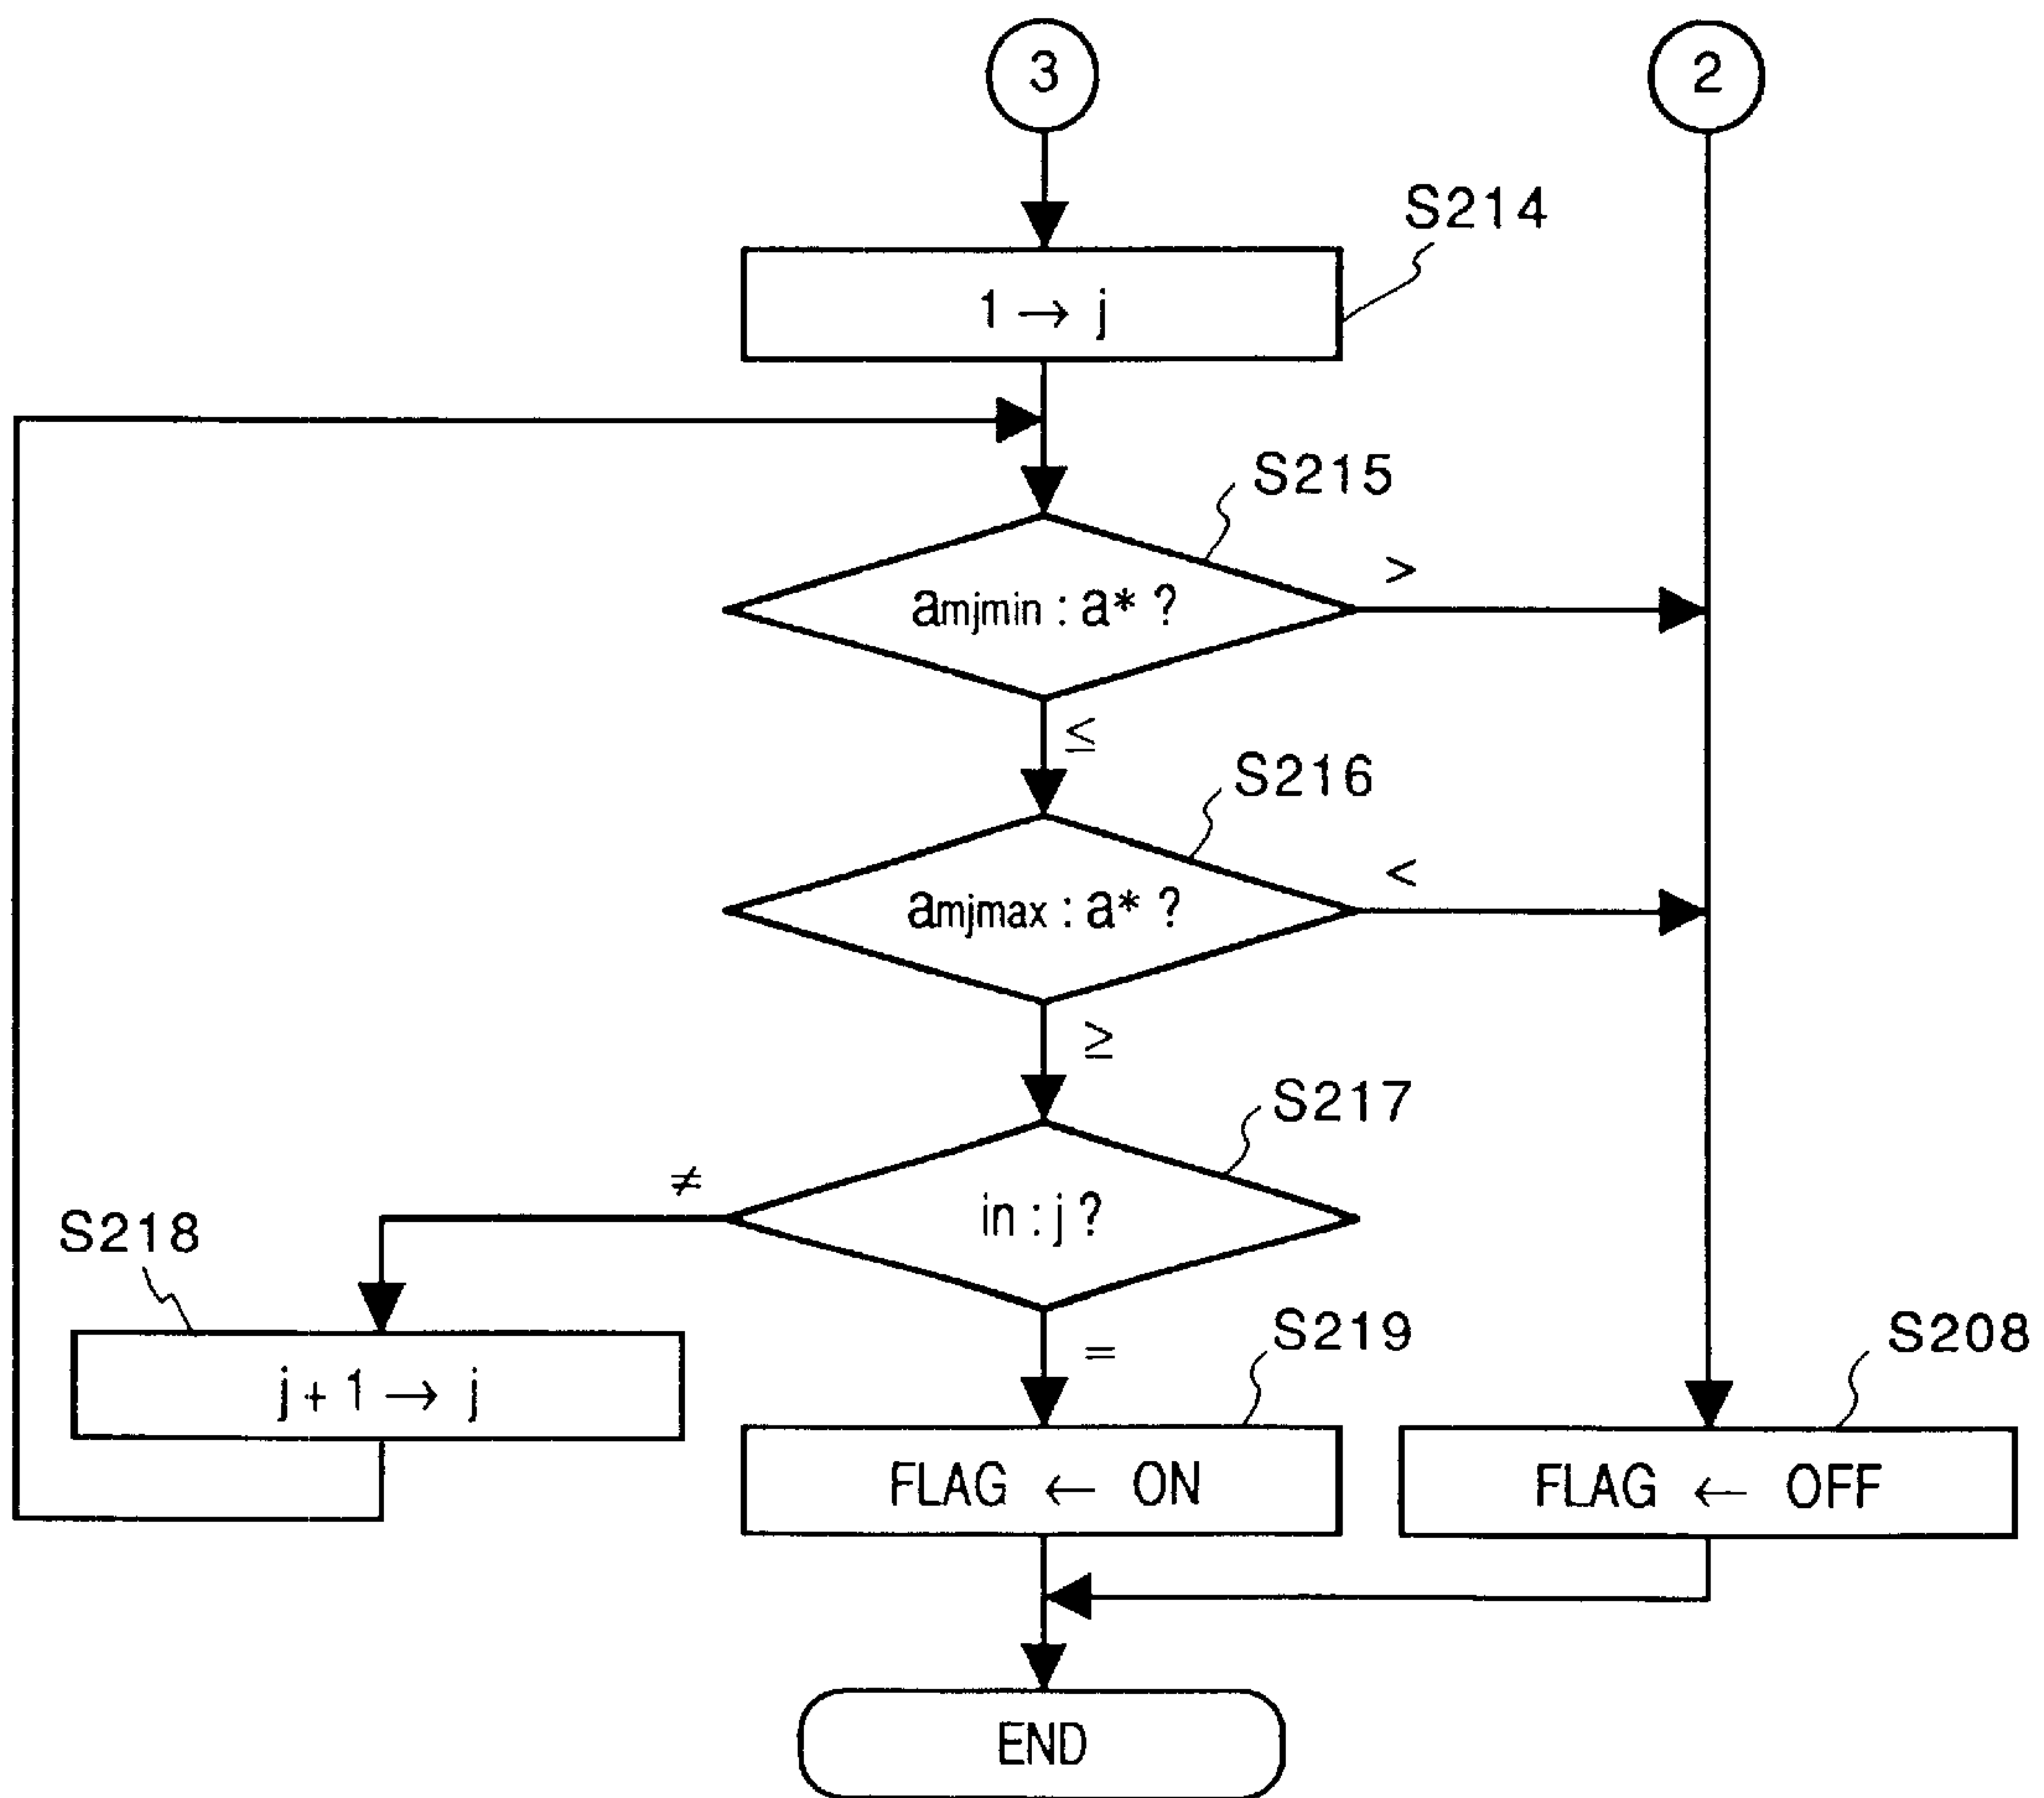 3
2
S214
1 → j
S215
>
amjmin : a* ?
≤
S216
<
amjmax : a* ?
≥
S217
≠
in : j ?
S218
=
S219
S208
j + 1 → j
FLAG ← ON
FLAG ← OFF
END